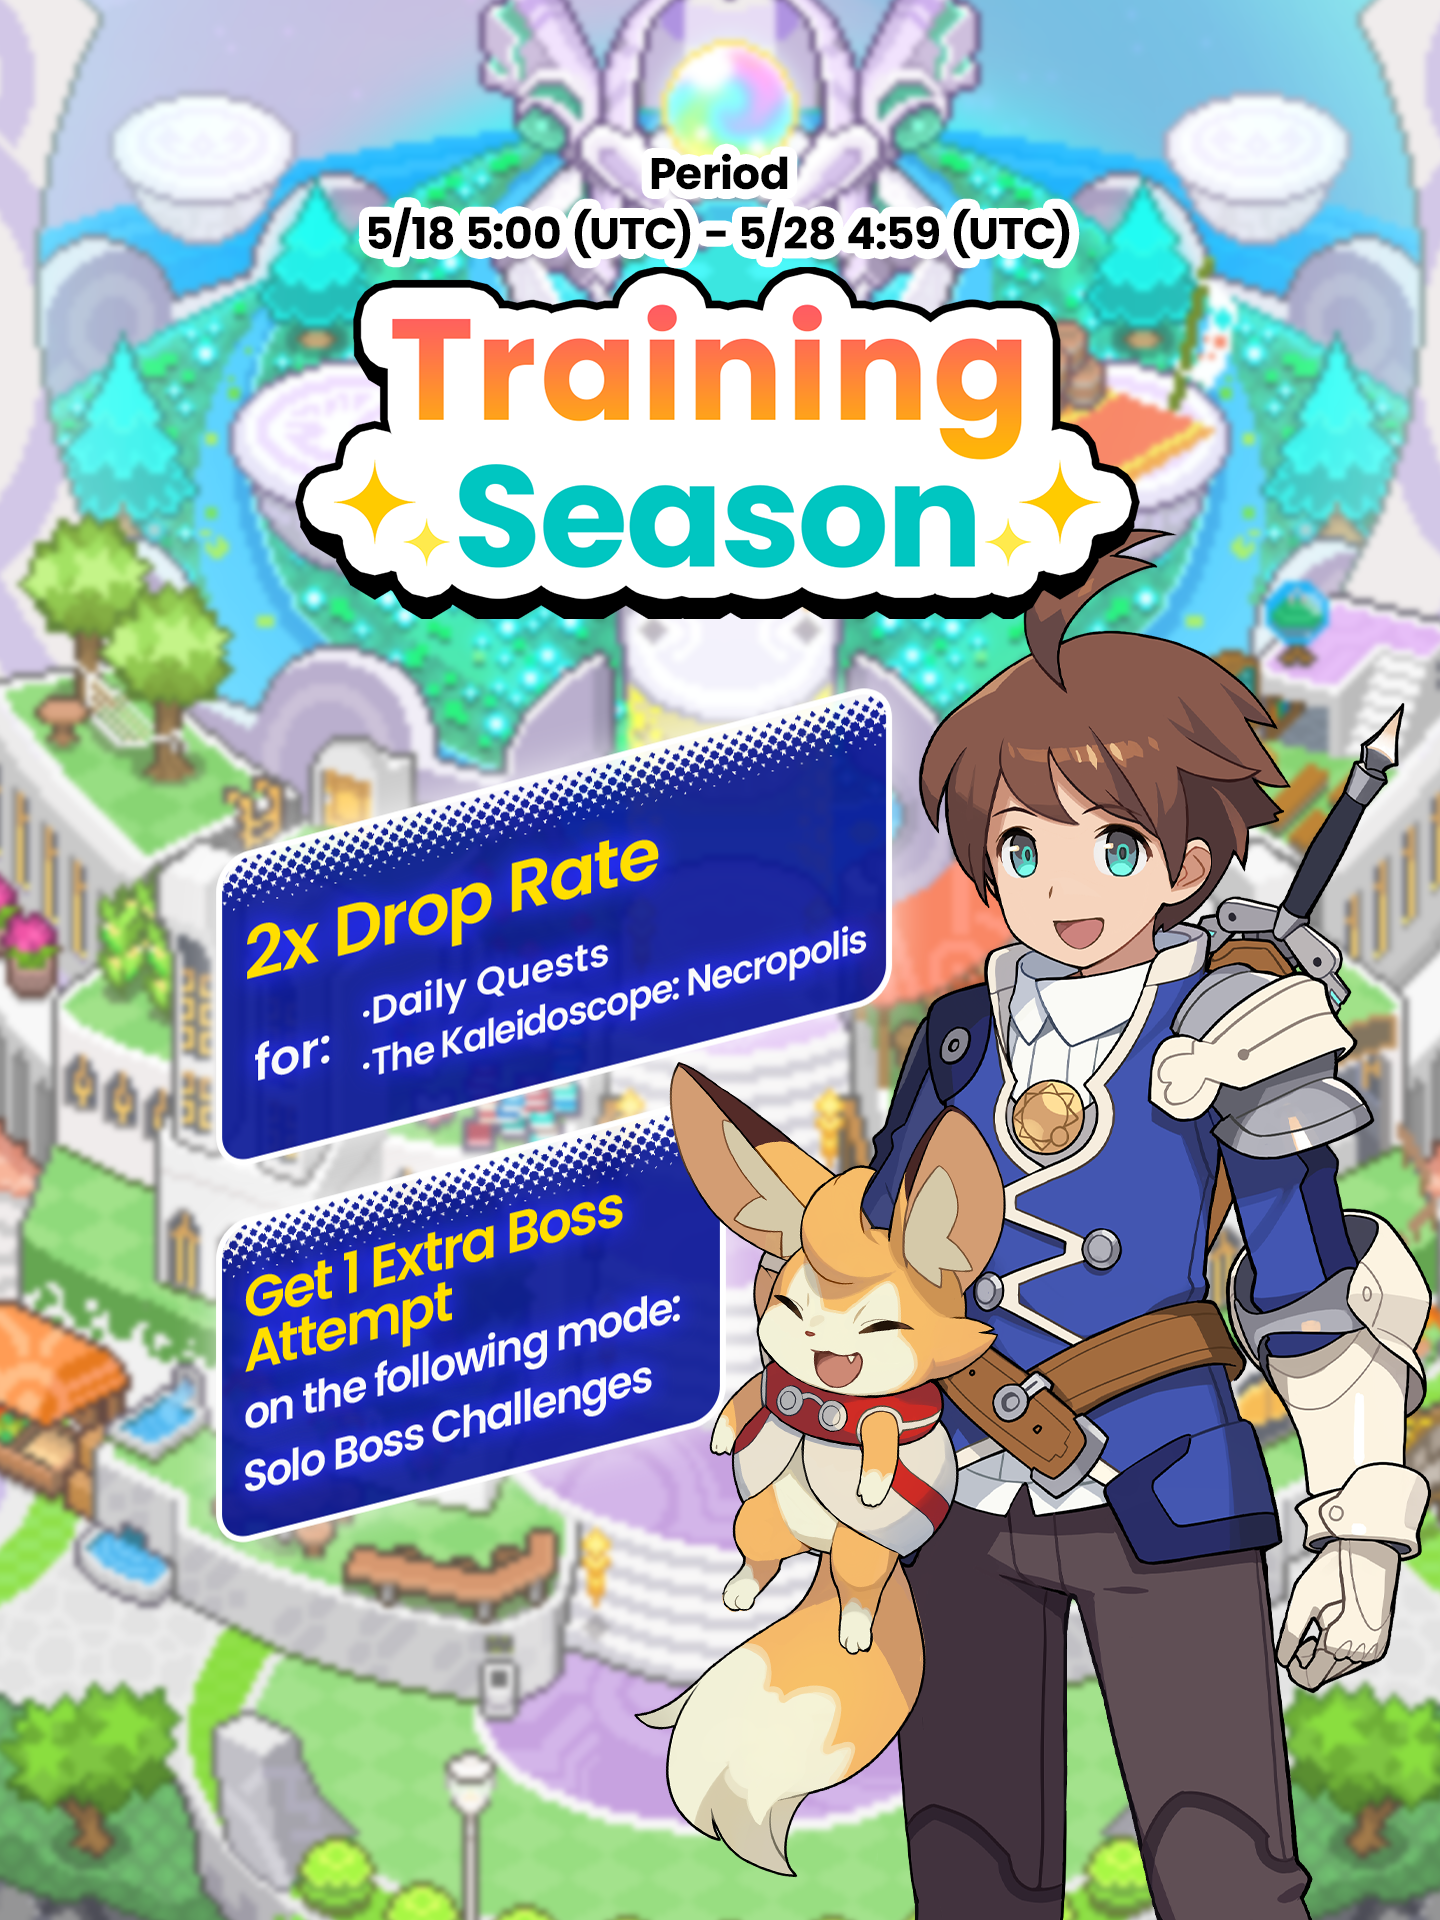 Period
5/18 5:00 (UTC) - 5/28 4:59 (UTC)
Training
Season
2x Drop Rate
for:
·Daily Quests
·The Kaleidoscope: Necropolis
Get 1 Extra Boss
Attempt
on the following mode:
Solo Boss Challenges